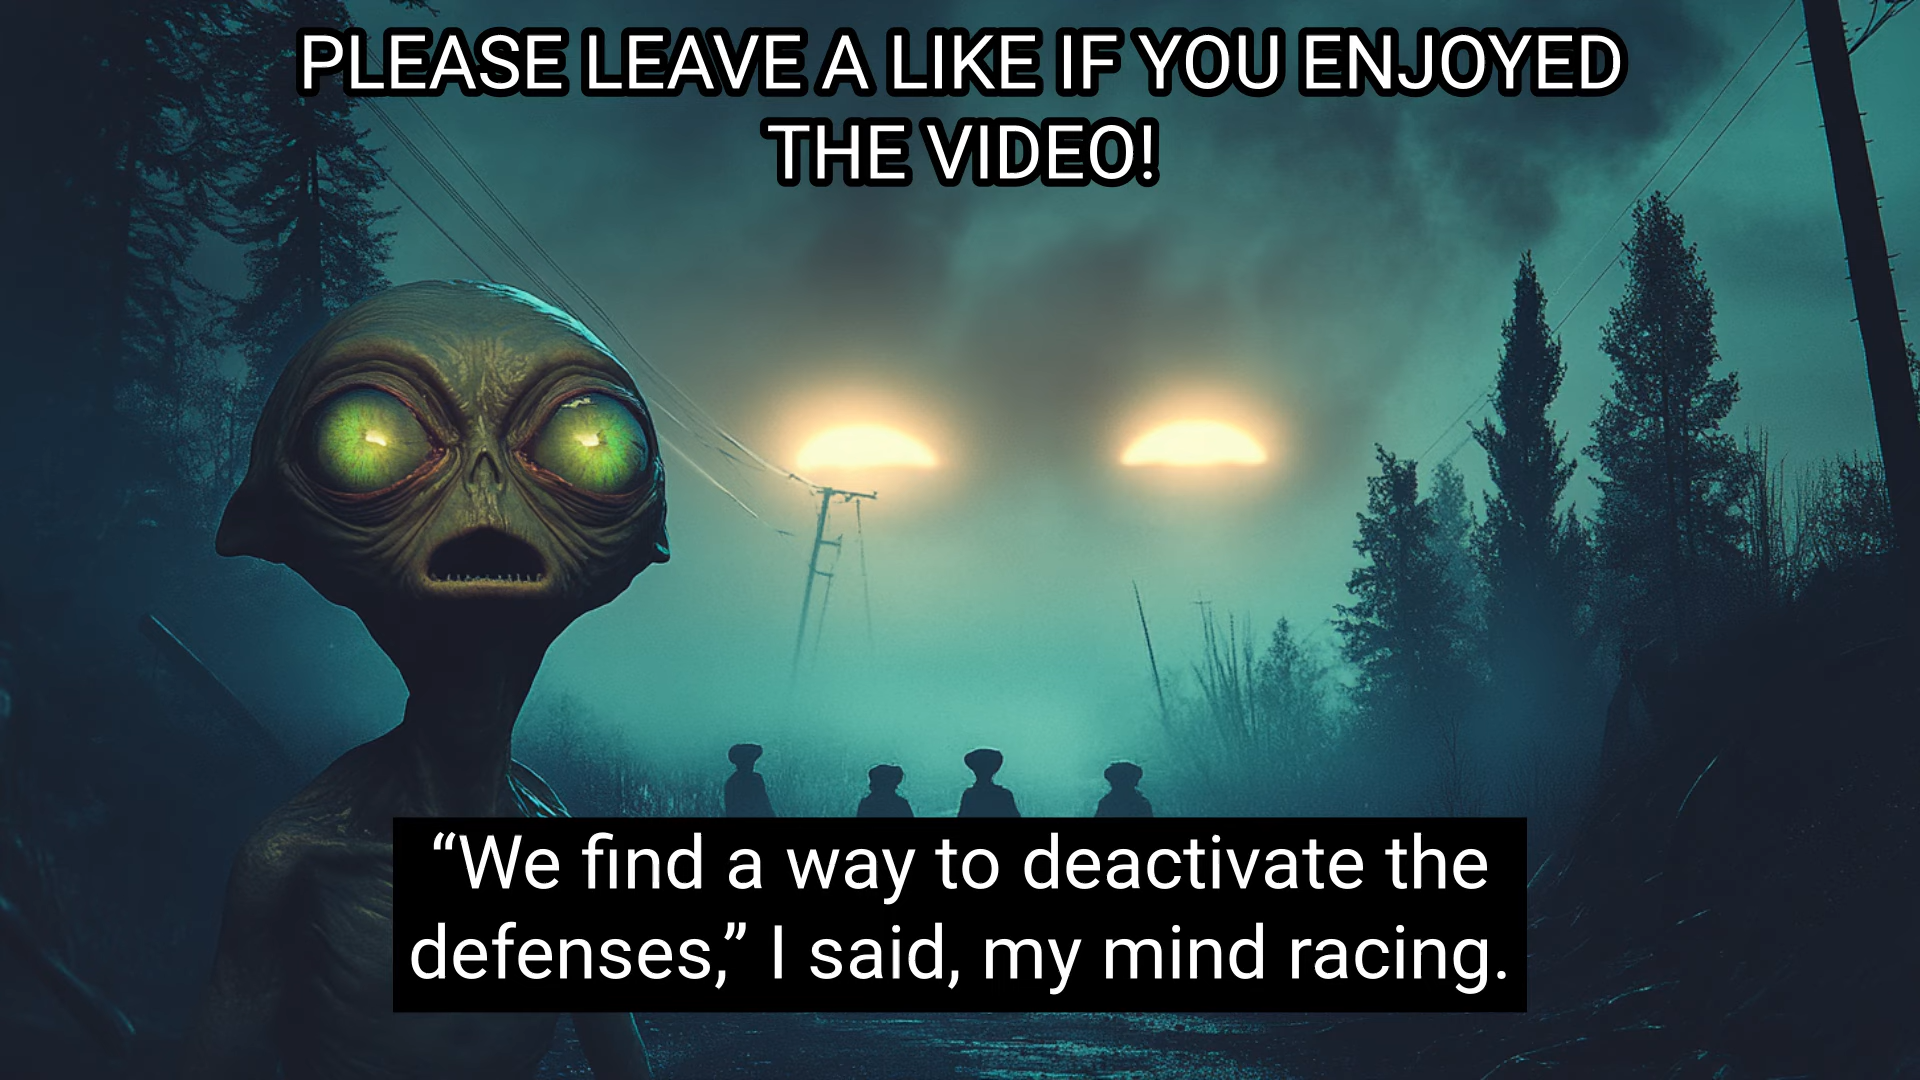 PLEASE LEAVE A LIKE IF YOU ENJOYED
THE VIDEO!
“We find a way to deactivate the
defenses,” I said, my mind racing.